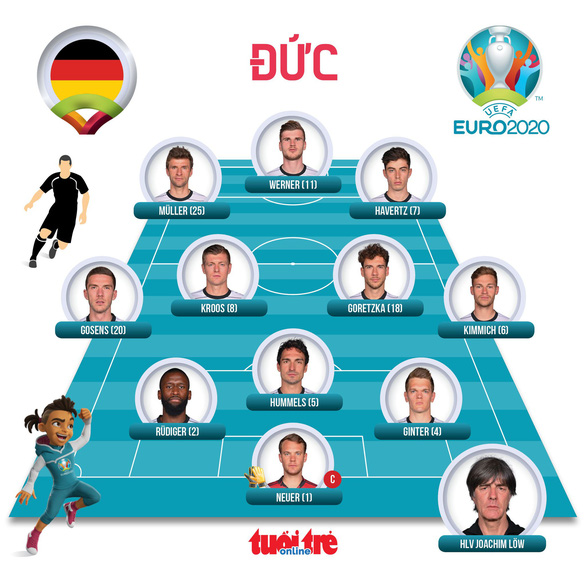 ĐỨC
UEFA
EURO2020
TM
WERNER (11)
MÜLLER (25)
HAVERTZ (7)
KROOS (8)
GORETZKA (18)
GOSENS (20)
KIMMICH (6)
HUMMELS (5)
RÜDIGER (2)
GINTER (4)
C
NEUER (1)
HLV JOACHIM LÖW
tuổi trẻ
online